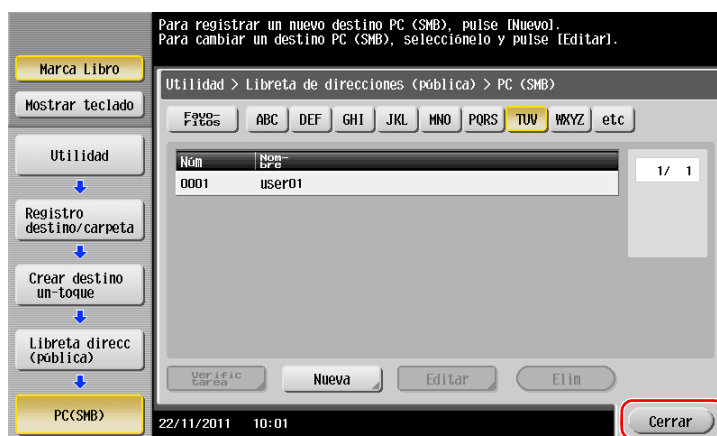 Para registrar un nuevo destino PC (SMB), pulse [Nuevo].
Para cambiar un destino PC (SMB), selecciónelo y pulse [Editar].
Marca Libro
Mostrar teclado
Utilidad
Registro
destino/carpeta
Crear destino
un-toque
Libreta direcc
(pública)
PC(SMB)
Utilidad > Libreta de direcciones (pública) > PC (SMB)
Favo-
ritos
ABC
DEF
GHI
JKL
MNO
PQRS
TUV
WXYZ
etc
Núm
Nom-
bre
0001 user01
1/ 1
Verific
tarea
Nueva
Editar
Elim
22/11/2011 10:01
Cerrar